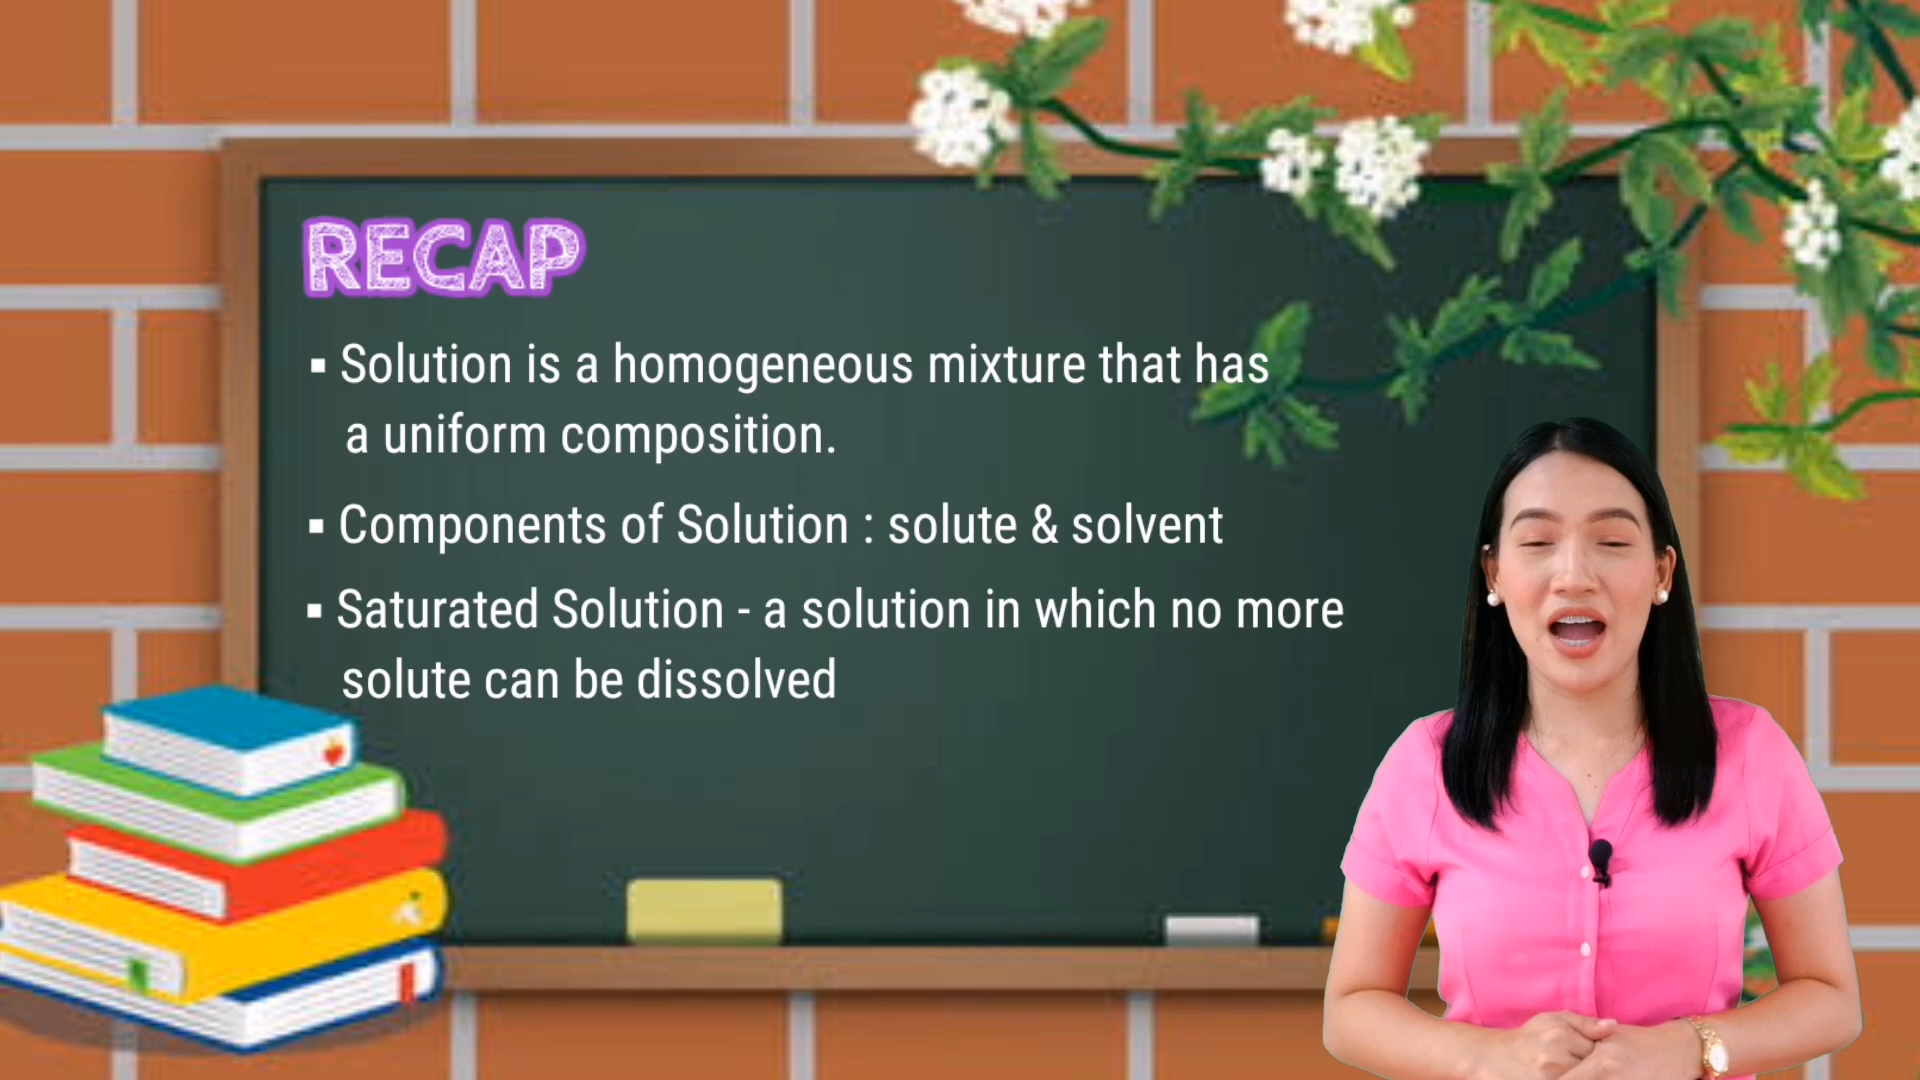 RECAP
▪ Solution is a homogeneous mixture that has
a uniform composition.
▪ Components of Solution : solute & solvent
▪ Saturated Solution - a solution in which no more
solute can be dissolved